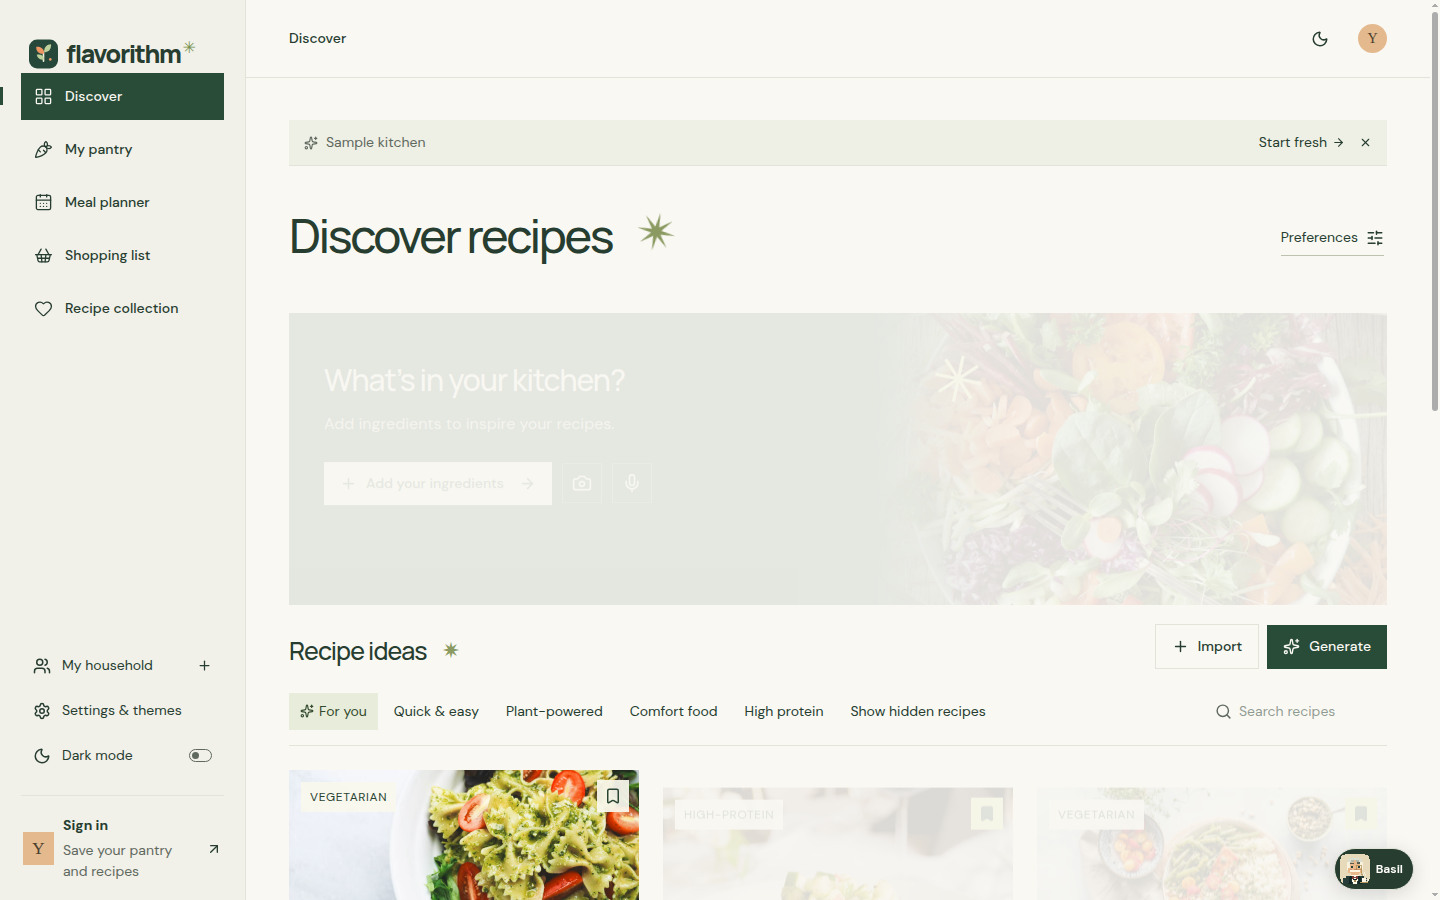 flavorithm
Discover
My pantry
Meal planner
Shopping list
Recipe collection
My household
Settings & themes
Dark mode
Y
Sign in
Save your pantry
and recipes
Discover
Y
Sample kitchen
Start fresh
Discover recipes
Preferences
What's in your kitchen?
Add ingredients to inspire your recipes.
Add your ingredients
Recipe ideas
Import
Generate
For you
Quick & easy
Plant-powered
Comfort food
High protein
Show hidden recipes
Search recipes
VEGETARIAN
HIGH-PROTEIN
VEGETARIAN
Basil